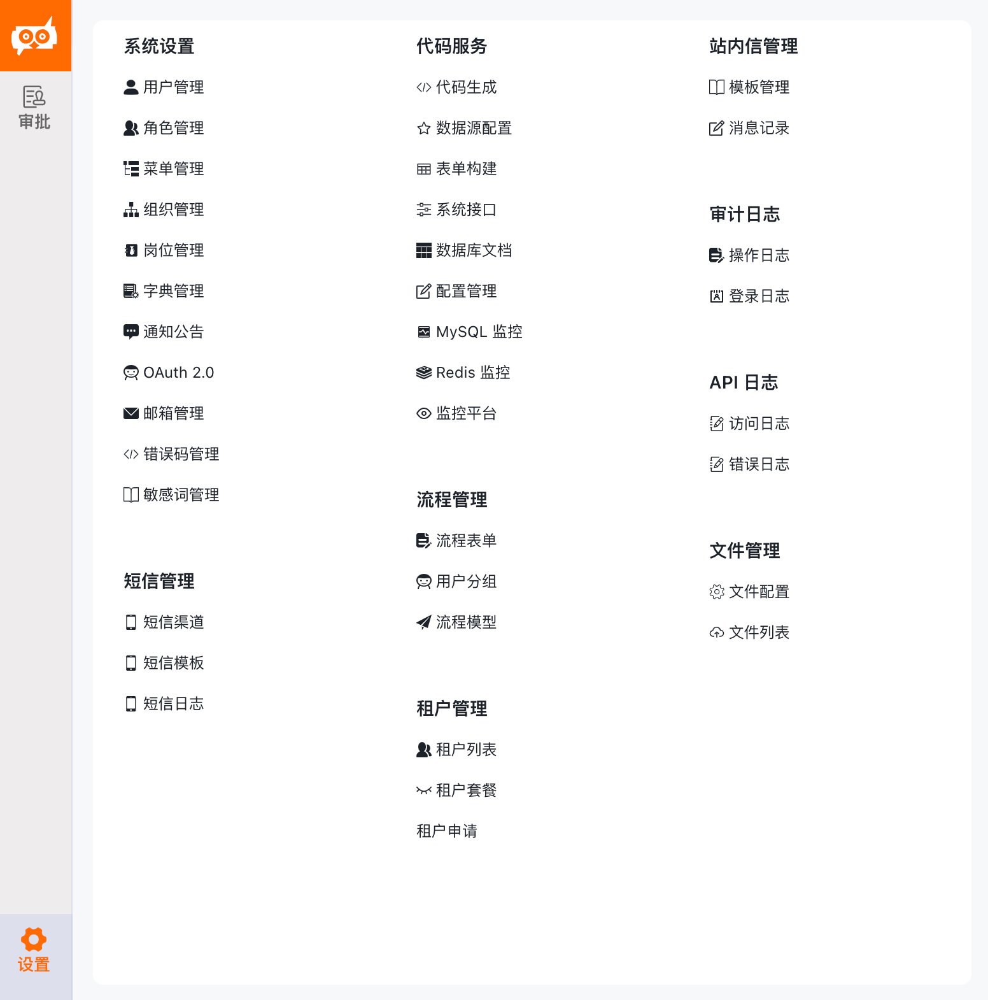 审批
设置
系统设置
用户管理
角色管理
菜单管理
组织管理
岗位管理
字典管理
通知公告
OAuth 2.0
邮箱管理
错误码管理
敏感词管理
短信管理
短信渠道
短信模板
短信日志
代码服务
代码生成
数据源配置
表单构建
系统接口
数据库文档
配置管理
MySQL 监控
Redis 监控
监控平台
流程管理
流程表单
用户分组
流程模型
租户管理
租户列表
租户套餐
租户申请
站内信管理
模板管理
消息记录
审计日志
操作日志
登录日志
API 日志
访问日志
错误日志
文件管理
文件配置
文件列表